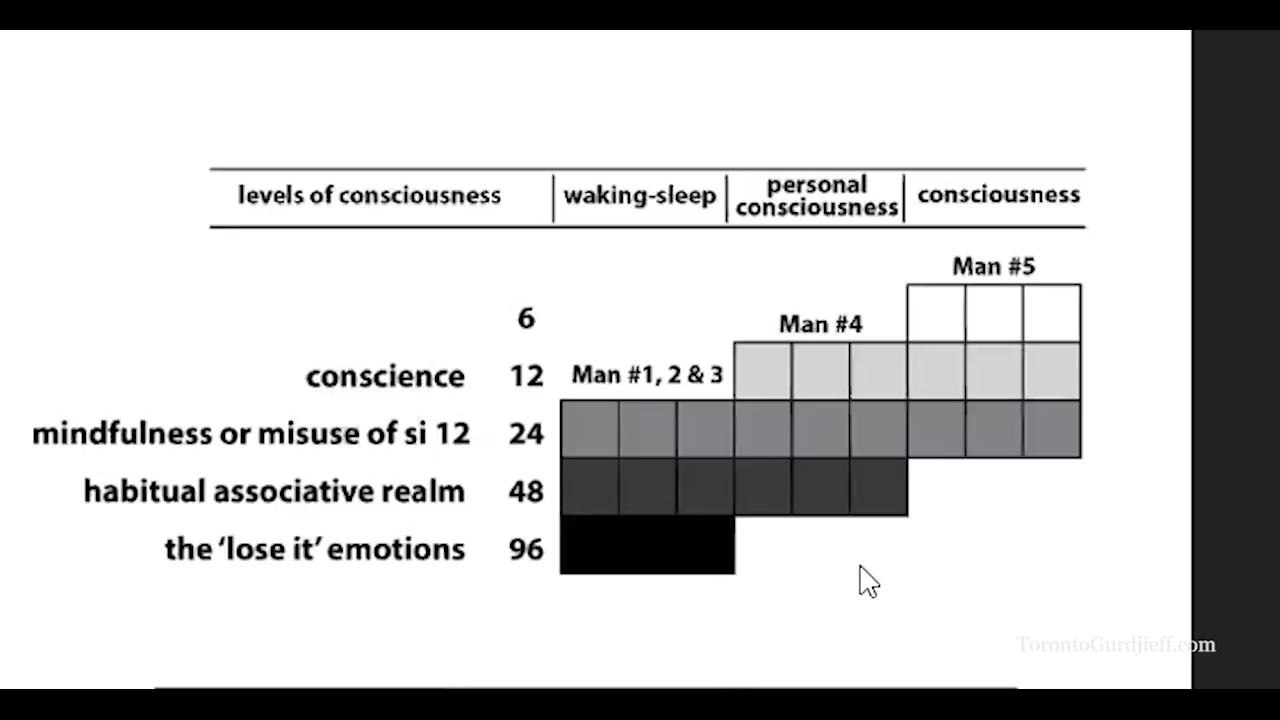 levels of consciousness
waking-sleep
personal
consciousness
consciousness
Man #5
6
Man #4
conscience 12
Man #1, 2 & 3
mindfulness or misuse of si 12 24
habitual associative realm 48
the ‘lose it’ emotions 96
TorontoGurdjieff.com